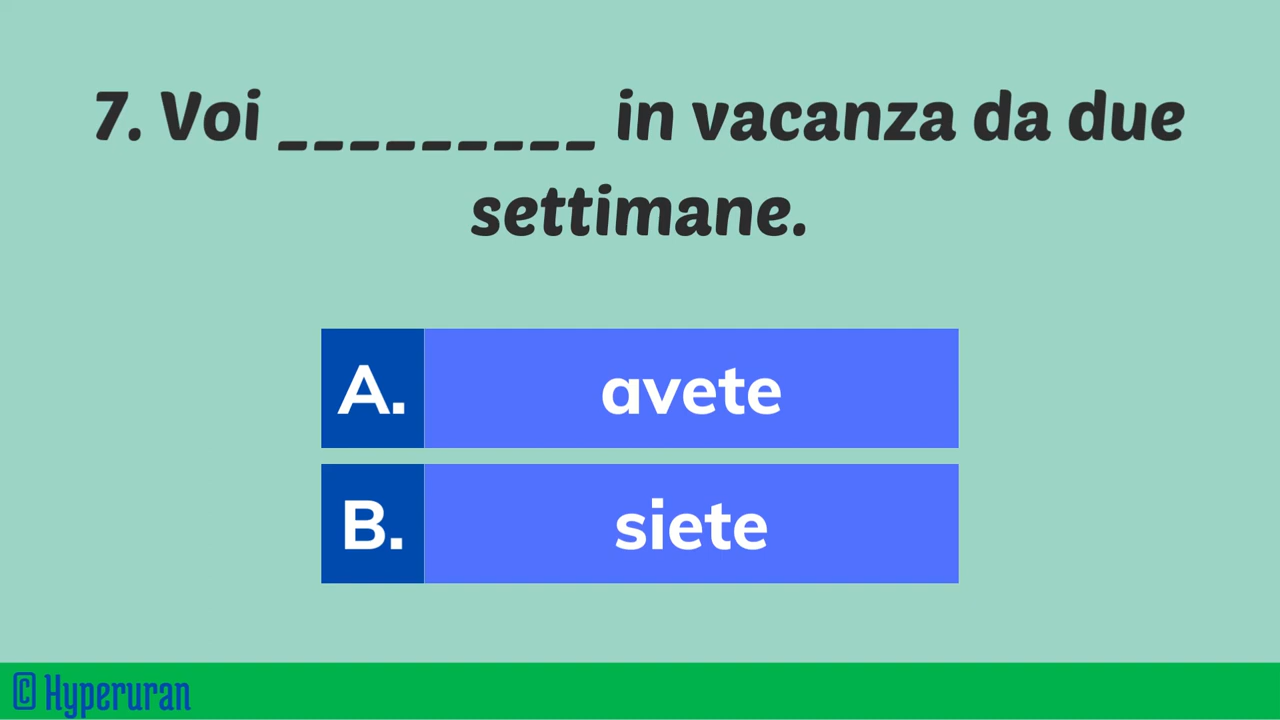 7. Voi _________ in vacanza da due
settimane.
A. avete
B. siete
© Hyperuran